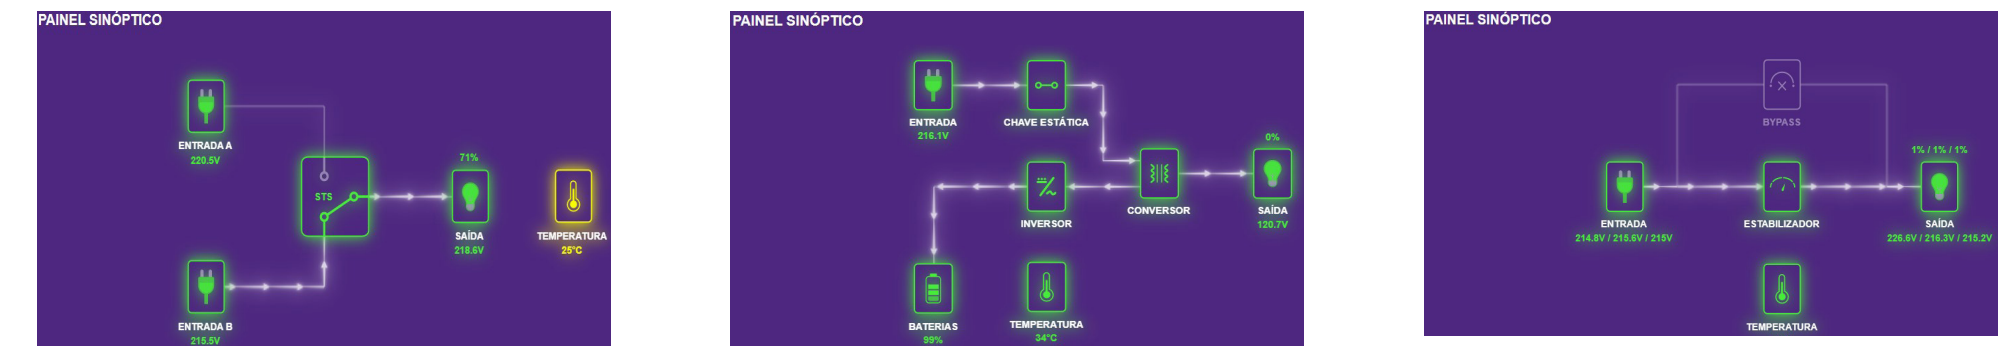 PAINEL SINÓPTICO
ENTRADA A
220.5V
STS
71%
SAÍDA
218.6V
TEMPERATURA
25°C
ENTRADA B
215.5V
PAINEL SINÓPTICO
ENTRADA
216.1V
CHAVE ESTÁTICA
0%
INVERSOR
CONVERSOR
SAÍDA
120.7V
BATERIAS
99%
TEMPERATURA
34°C
PAINEL SINÓPTICO
BYPASS
1% / 1% / 1%
ENTRADA
214.8V / 215.6V / 215V
ESTABILIZADOR
SAÍDA
226.6V / 216.3V / 215.2V
TEMPERATURA